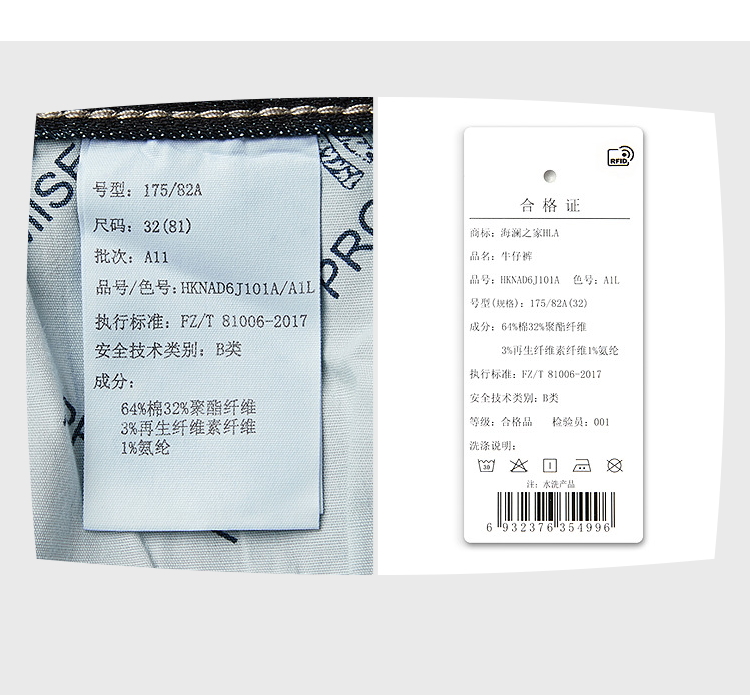 号型: 175/82A
尺码: 32(81)
批次: A11
品号/色号: HKNAD6J101A/A1L
执行标准: FZ/T 81006-2017
安全技术类别: B类
成分:
64%棉32%聚酯纤维
3%再生纤维素纤维
1%氨纶
RFID
合格证
商标: 海澜之家HLA
品名: 牛仔裤
品号: HKNAD6J101A 色号: A1L
号型(规格): 175/82A(32)
成分: 64%棉32%聚酯纤维
3%再生纤维素纤维1%氨纶
执行标准: FZ/T 81006-2017
安全技术类别: B类
等级: 合格品 检验员: 001
洗涤说明:
30
注: 水洗产品
6 932376 354996